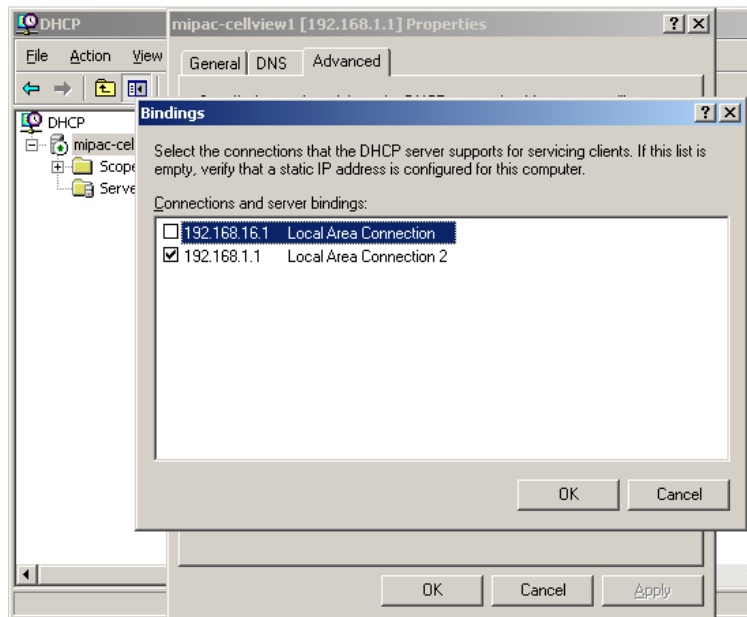 DHCP
mipac-cellview1 [192.168.1.1] Properties
File Action View
General DNS Advanced
DHCP
mipac-cel
Scope
Serve
Bindings
Select the connections that the DHCP server supports for servicing clients. If this list is
empty, verify that a static IP address is configured for this computer.
Connections and server bindings:
192.168.16.1 Local Area Connection
192.168.1.1 Local Area Connection 2
OK Cancel
OK Cancel Apply